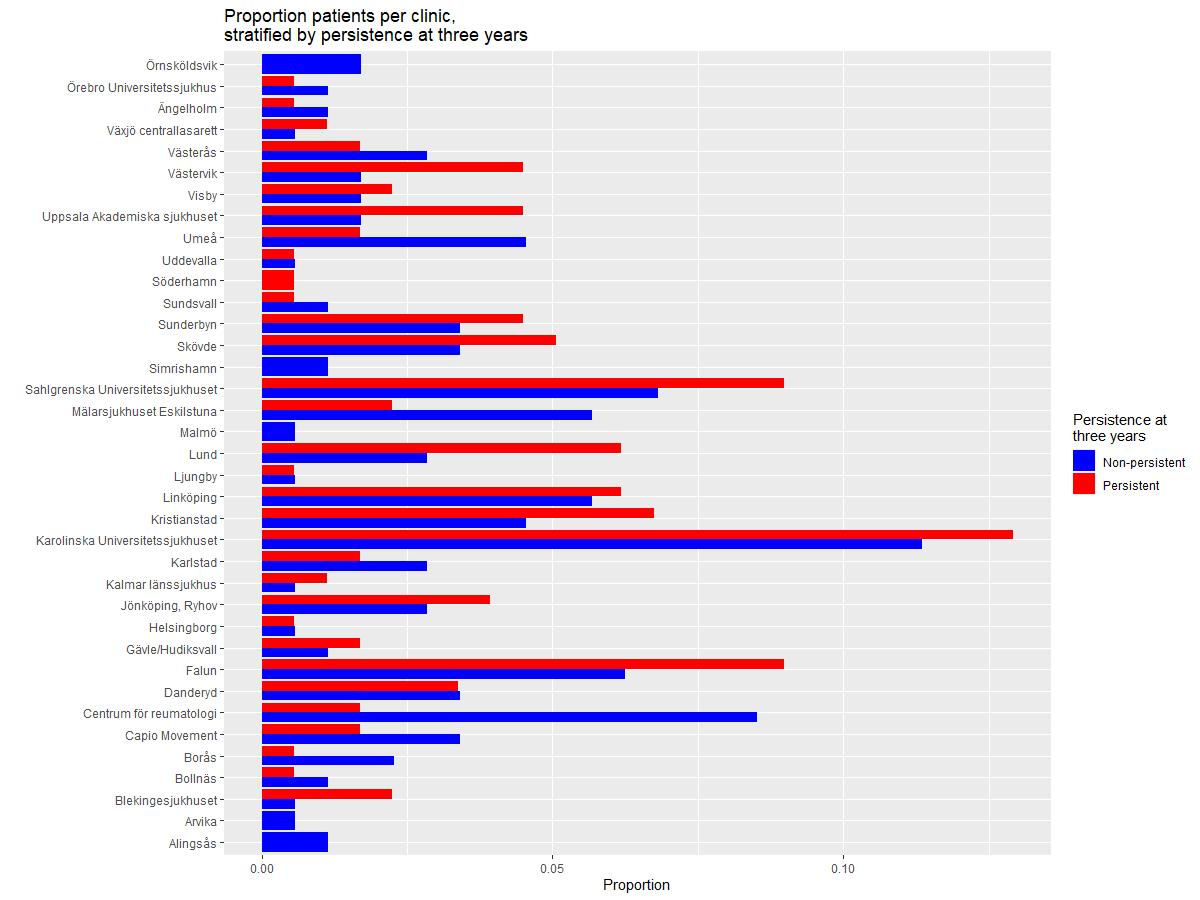 Proportion patients per clinic,
stratified by persistence at three years
Örnsköldsvik
Örebro Universitetssjukhus
Ängelholm
Växjö centrallasarett
Västerås
Västervik
Visby
Uppsala Akademiska sjukhuset
Umeå
Uddevalla
Söderhamn
Sundsvall
Sunderbyn
Skövde
Simrishamn
Sahlgrenska Universitetssjukhuset
Mälarsjukhuset Eskilstuna
Malmö
Lund
Ljungby
Linköping
Kristianstad
Karolinska Universitetssjukhuset
Karlstad
Kalmar länssjukhus
Jönköping, Ryhov
Helsingborg
Gävle/Hudiksvall
Falun
Danderyd
Centrum för reumatologi
Capio Movement
Borås
Bollnäs
Blekingesjukhuset
Arvika
Alingsås
0.00 0.05 0.10
Proportion
Persistence at
three years
Non-persistent
Persistent